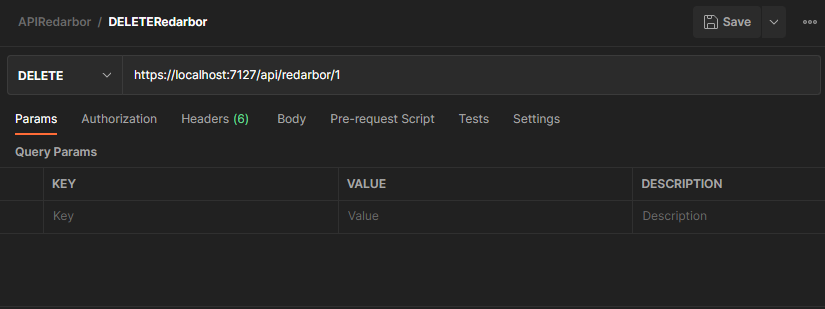 APIRedarbor / DELETERedarbor Save
DELETE https://localhost:7127/api/redarbor/1
Params Authorization Headers (6) Body Pre-request Script Tests Settings
Query Params
KEY VALUE DESCRIPTION
Key Value Description